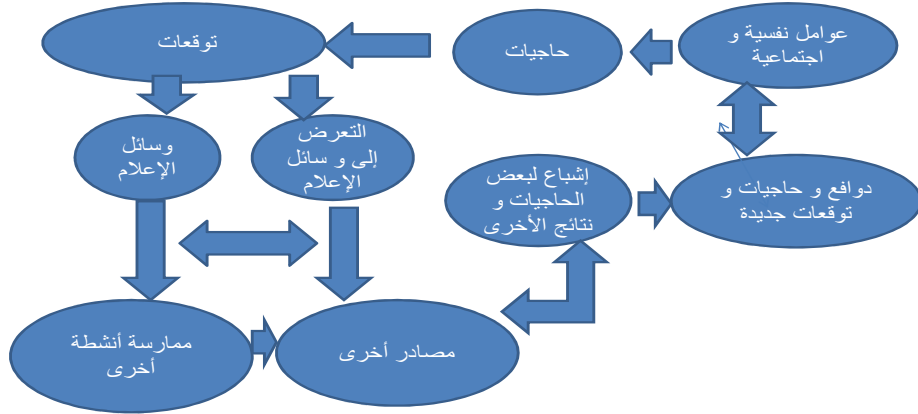 عوامل نفسية و
اجتماعية
حاجيات
توقعات
التعرض
إلى و سائل
الإعلام
وسائل
الإعلام
إشباع لبعض
الحاجيات و
نتائج الأخرى
دوافع و حاجيات و
توقعات جديدة
مصادر أخرى
ممارسة أنشطة
أخرى